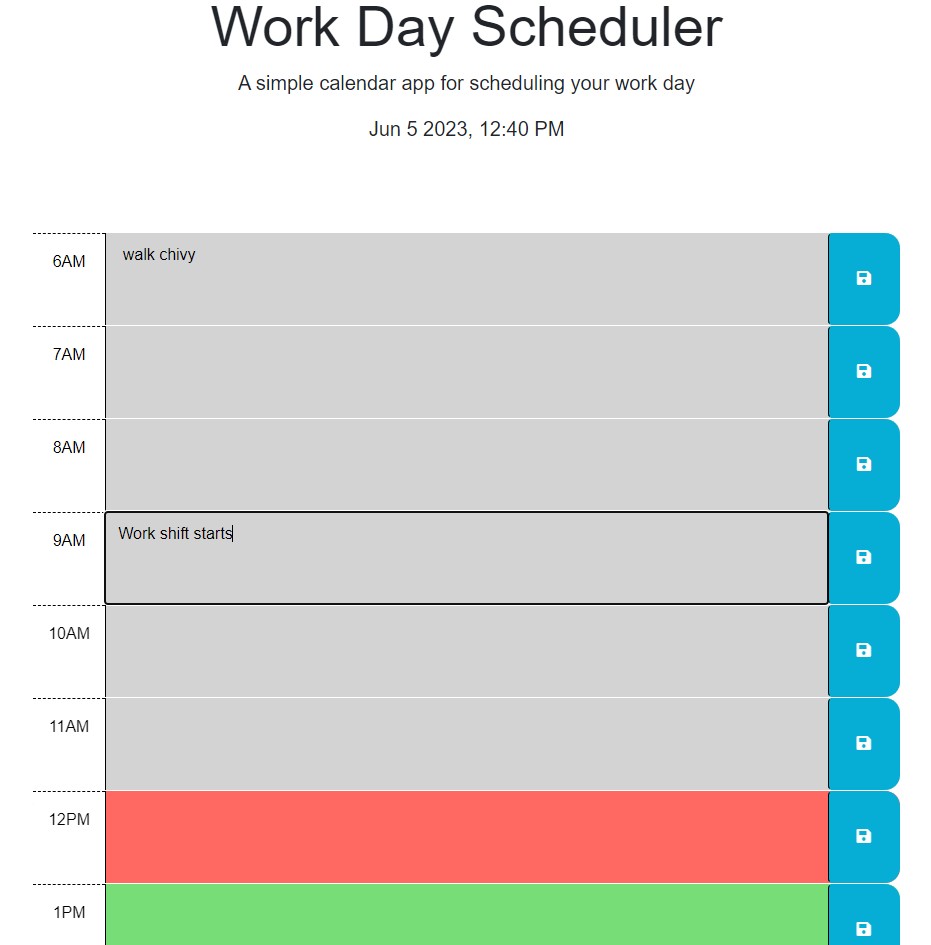 Work Day Scheduler
A simple calendar app for scheduling your work day
Jun 5 2023, 12:40 PM
6AM walk chivy
7AM
8AM
9AM Work shift starts
10AM
11AM
12PM
1PM